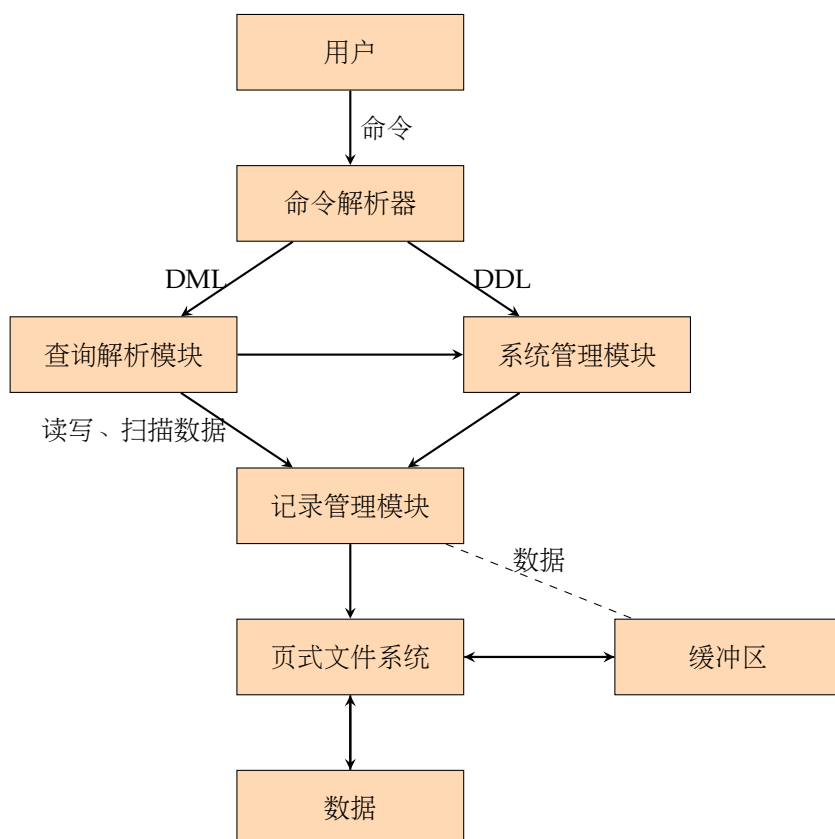 用户
命令
命令解析器
DML
DDL
查询解析模块
系统管理模块
读写、扫描数据
记录管理模块
数据
页式文件系统
缓冲区
数据